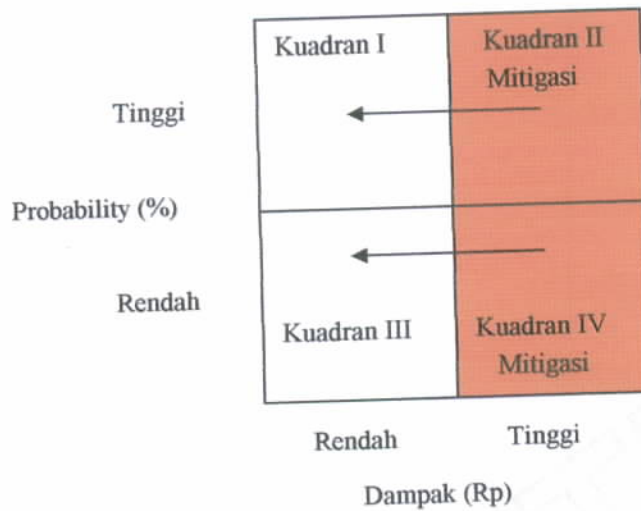 Kuadran I
Kuadran II
Mitigasi
Tinggi
Probability (%)
Rendah
Kuadran III
Kuadran IV
Mitigasi
Rendah
Tinggi
Dampak (Rp)